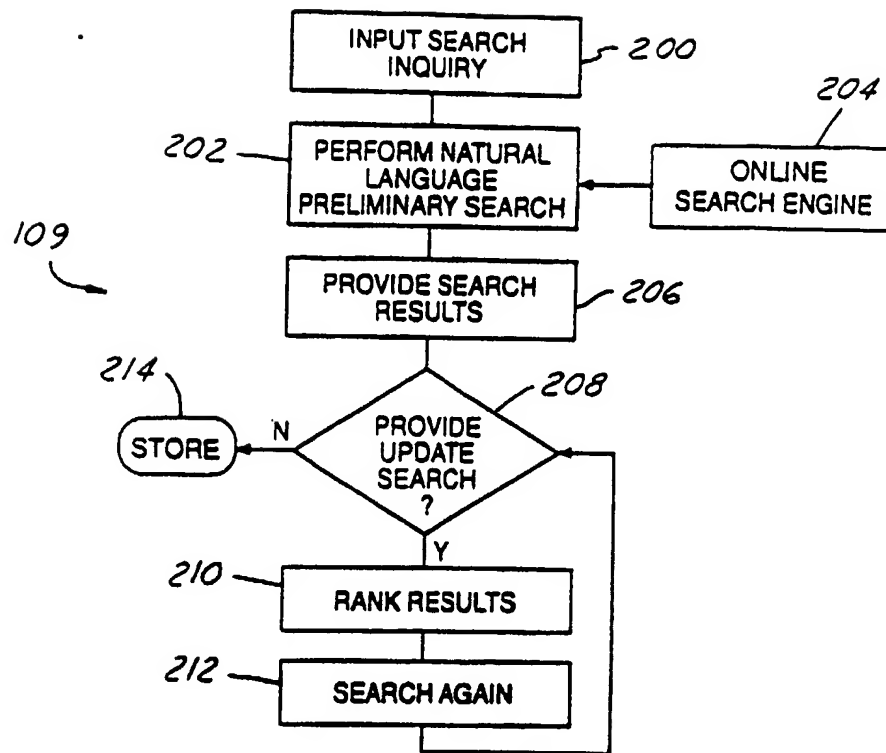 INPUT SEARCH
INQUIRY
200
204
202
PERFORM NATURAL
LANGUAGE
PRELIMINARY SEARCH
ONLINE
SEARCH ENGINE
109
PROVIDE SEARCH
RESULTS
206
214
208
STORE
N
PROVIDE
UPDATE
SEARCH
?
Y
210
RANK RESULTS
212
SEARCH AGAIN